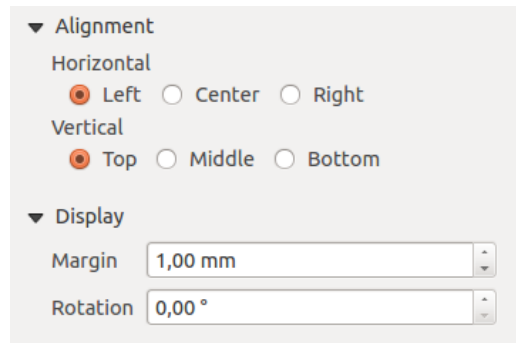 Alignment
Horizontal
Left Center Right
Vertical
Top Middle Bottom
Display
Margin 1,00 mm
Rotation 0,00 °